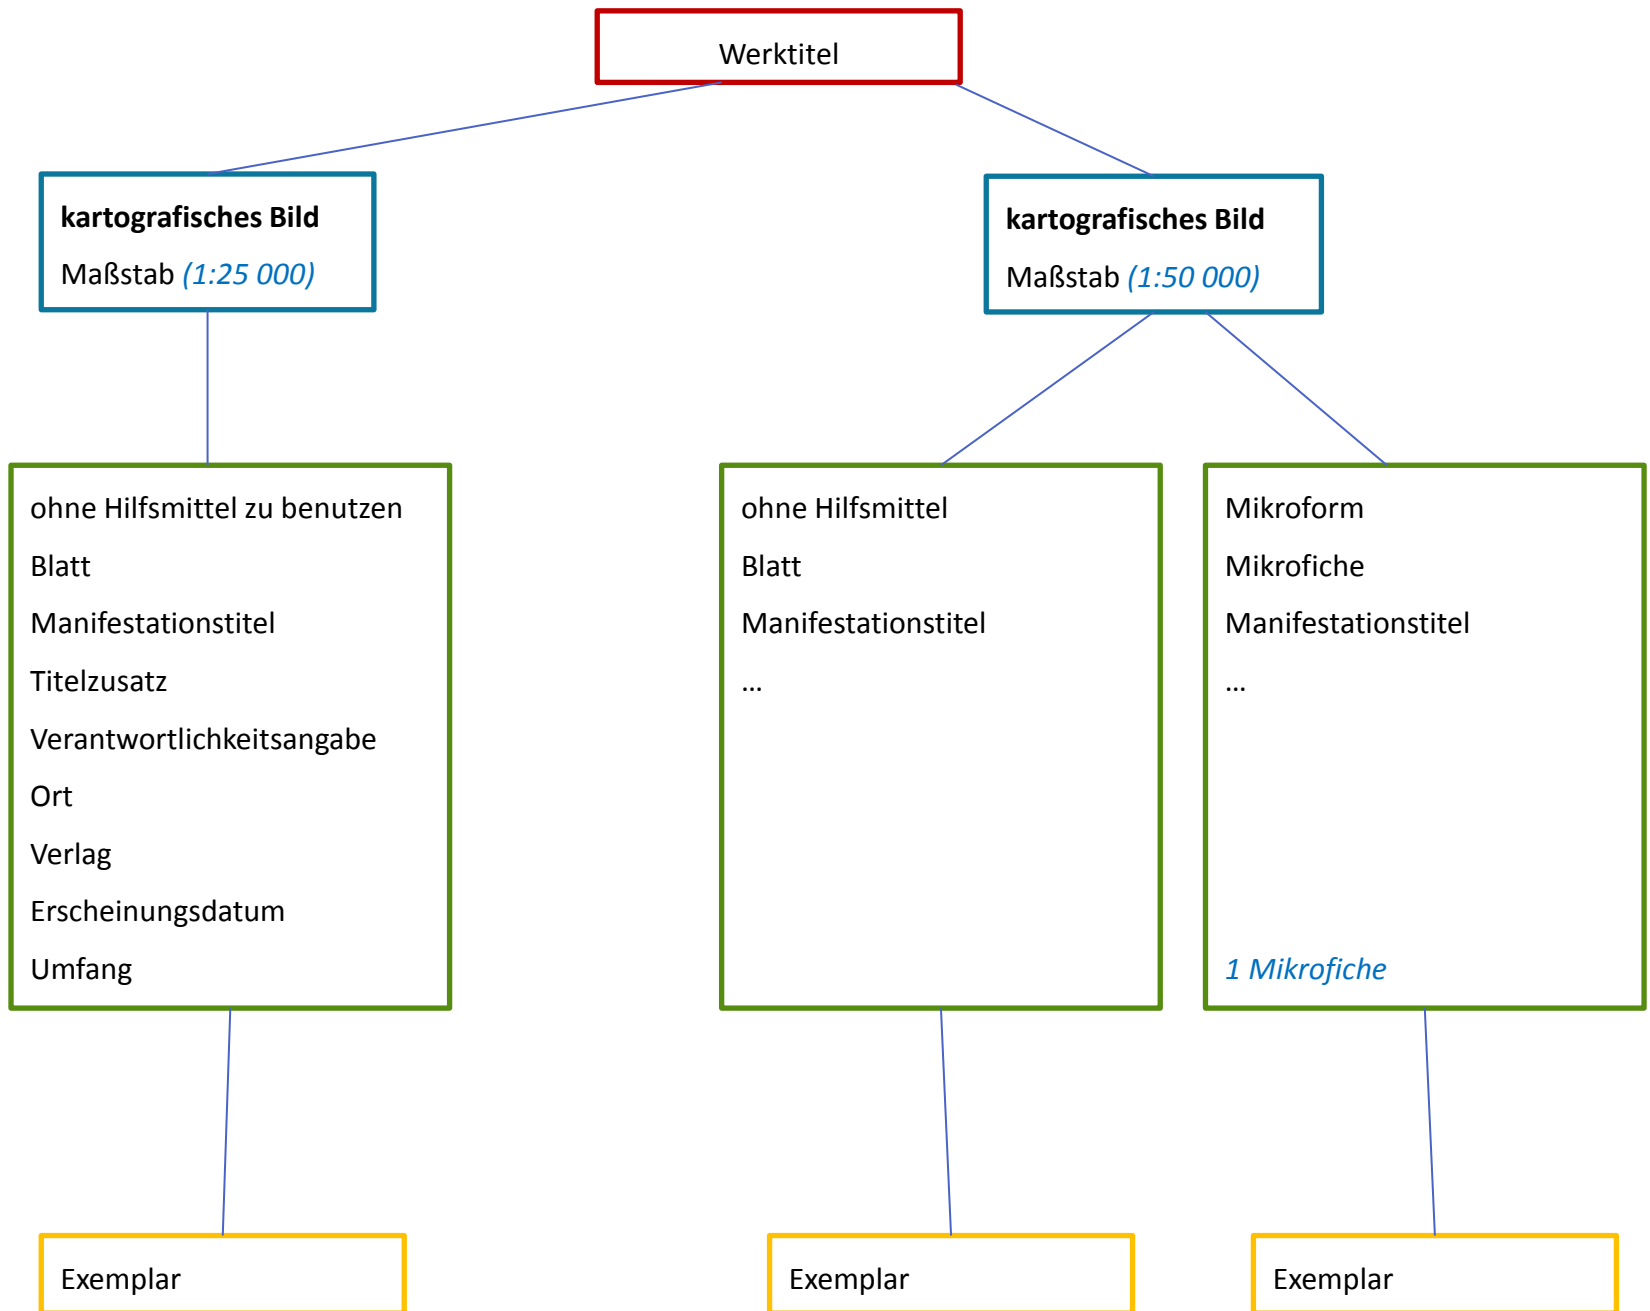 Werktitel
kartografisches Bild
Maßstab (1:25 000)
kartografisches Bild
Maßstab (1:50 000)
ohne Hilfsmittel zu benutzen
Blatt
Manifestationstitel
Titelzusatz
Verantwortlichkeitsangabe
Ort
Verlag
Erscheinungsdatum
Umfang
ohne Hilfsmittel
Blatt
Manifestationstitel
...
Mikroform
Mikrofiche
Manifestationstitel
...
1 Mikrofiche
Exemplar
Exemplar
Exemplar